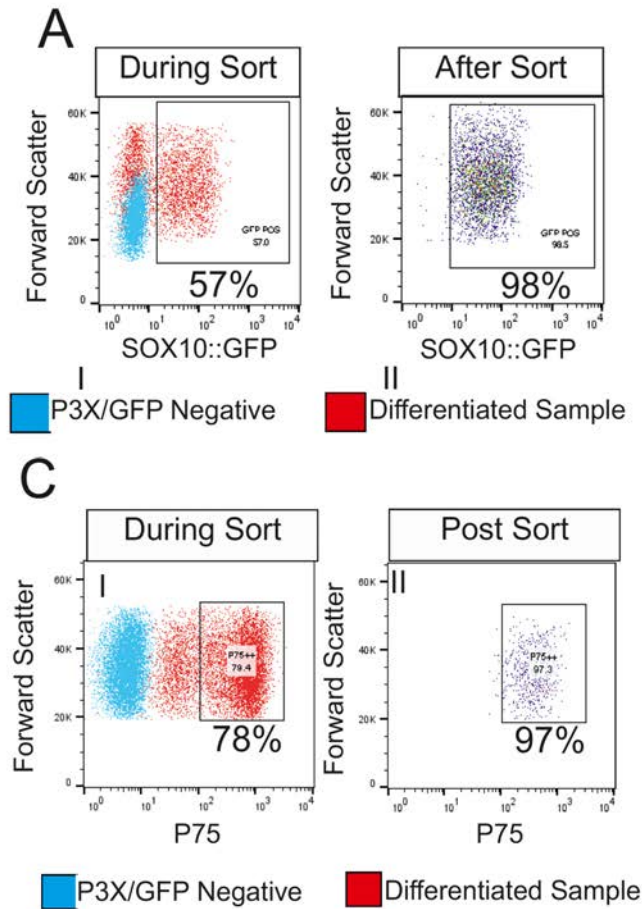 A
During Sort
After Sort
Forward Scatter
60K
40K
20K
0
GFP POG
57.0
57%
10^0 10^1 10^2 10^3 10^4
SOX10::GFP
I
Forward Scatter
60K
40K
20K
0
GFP POG
98.5
98%
10^0 10^1 10^2 10^3 10^4
SOX10::GFP
II
P3X/GFP Negative
Differentiated Sample
C
During Sort
Post Sort
I
Forward Scatter
60K
40K
20K
0
P75++
78.4
78%
10^0 10^1 10^2 10^3 10^4
P75
II
Forward Scatter
60K
40K
20K
0
P75++
97.3
97%
10^0 10^1 10^2 10^3 10^4
P75
P3X/GFP Negative
Differentiated Sample